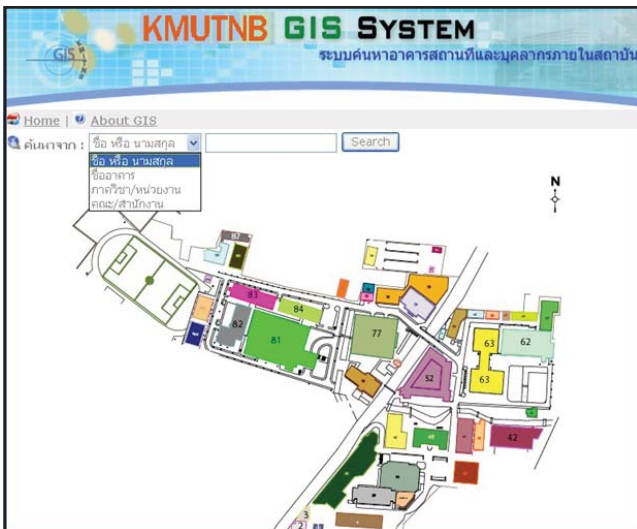 KMUTNB GIS SYSTEM
GIS
ระบบค้นหาอาคารสถานที่และบุคลากรภายในสถาบัน
Home | About GIS
ค้นหาจาก : ชื่อ หรือ นามสกุล Search
ชื่อ หรือ นามสกุล
ชื่ออาคาร
ภาควิชา/หน่วยงาน
คณะ/สำนักงาน
N
87
83
84
82
81
77
63
62
52
63
42
3
2